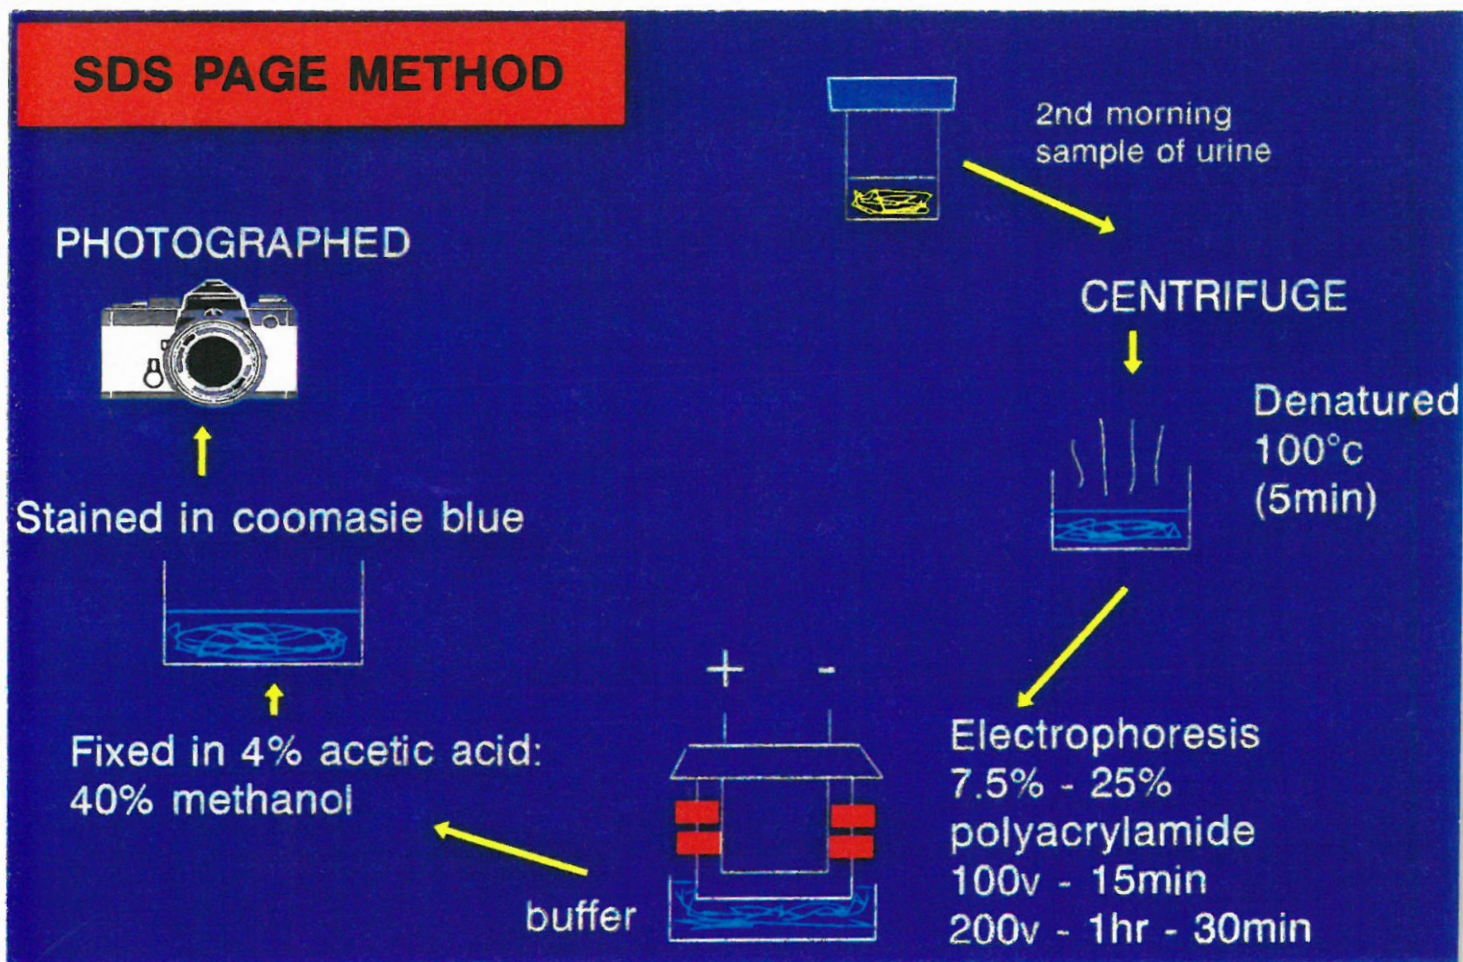 SDS PAGE METHOD
2nd morning
sample of urine
CENTRIFUGE
Denatured
100°c
(5min)
Electrophoresis
7.5% - 25%
polyacrylamide
100v - 15min
200v - 1hr - 30min
+ -
buffer
Fixed in 4% acetic acid:
40% methanol
Stained in coomasie blue
PHOTOGRAPHED